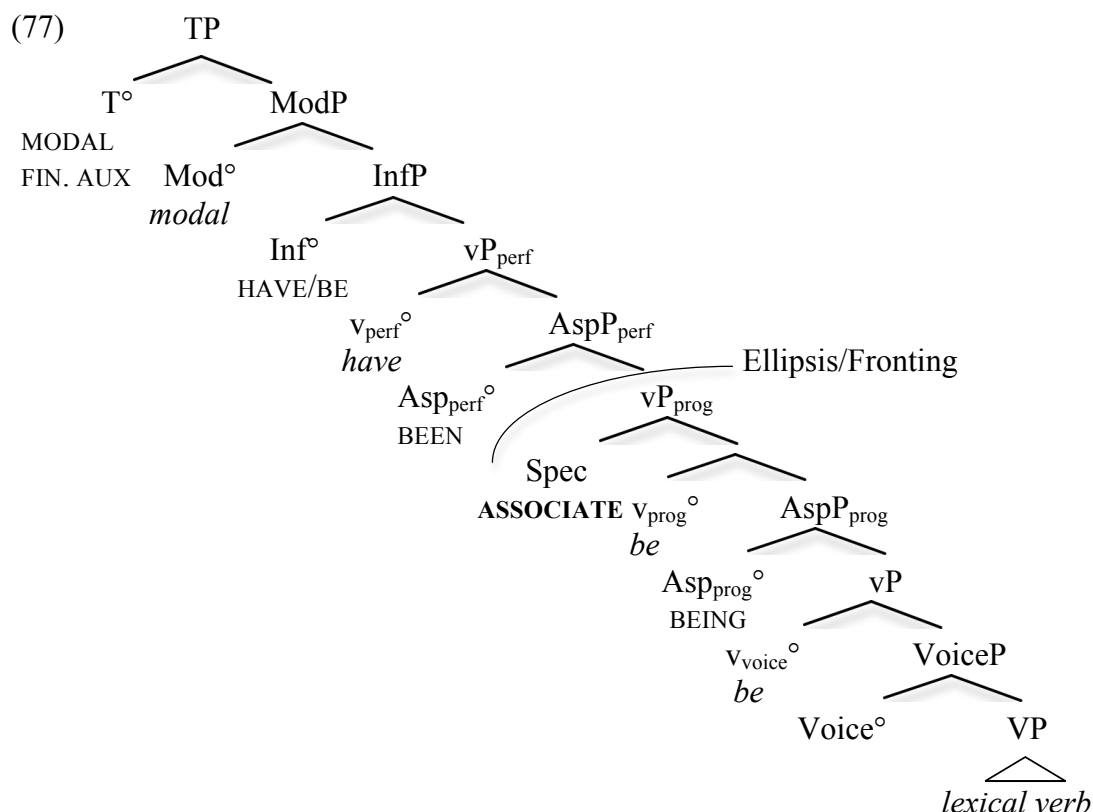 (77) TP
T° ModP
MODAL
FIN. AUX Mod° InfP
modal
Inf° vPperf
HAVE/BE
vperf° AspPperf
have Ellipsis/Fronting
Aspperf° vPprog
BEEN
Spec
ASSOCIATE vprog° AspPprog
be
Aspprog° vP
BEING
vvoice° VoiceP
be
Voice° VP
lexical verb